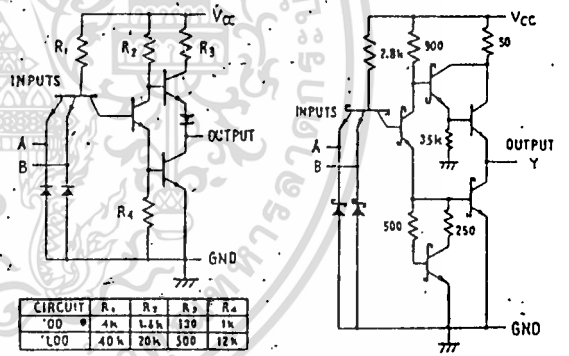 VCC
R₁
R₂
R₃
INPUTS
A
B
OUTPUT
R₄
GND
VCC
2.8k
900
50
INPUTS
A
B
3.5k
OUTPUT
Y
500
250
GND
CIRCUIT R₁ R₂ R₃ R₄
'00 4k 1.6k 130 1k
'L00 40k 20k 500 12k